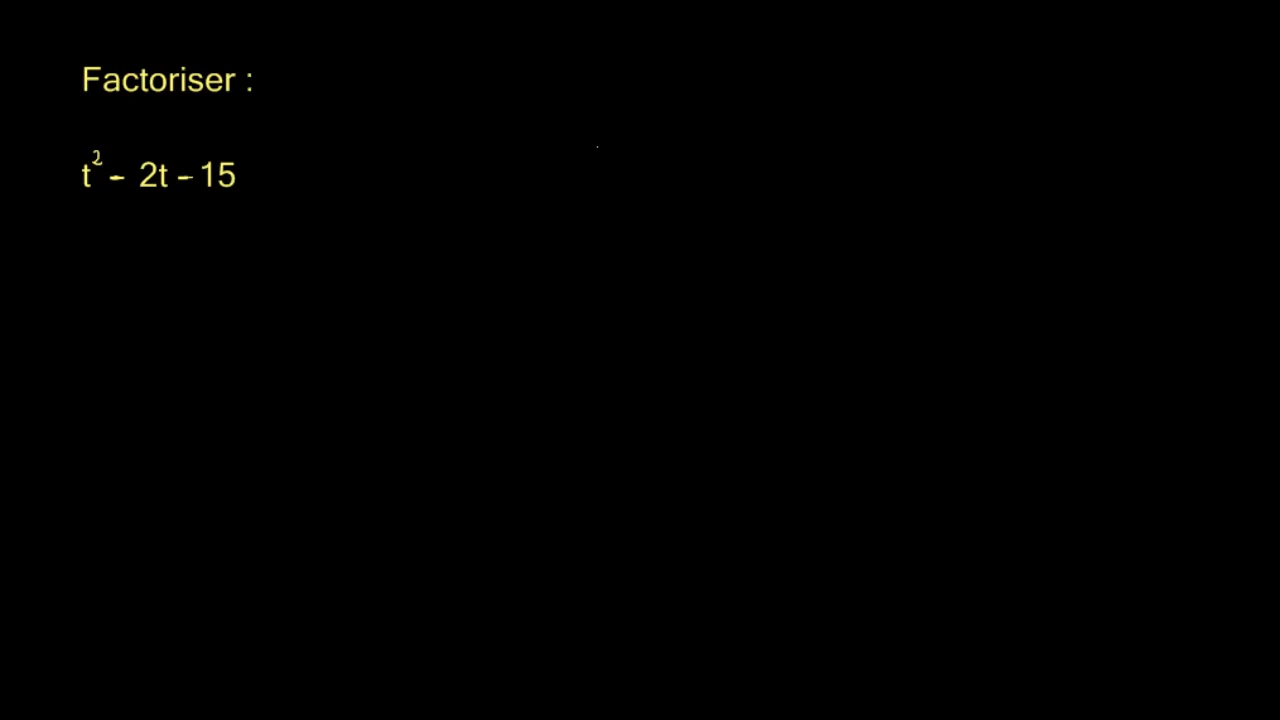 Factoriser :
t² - 2t - 15